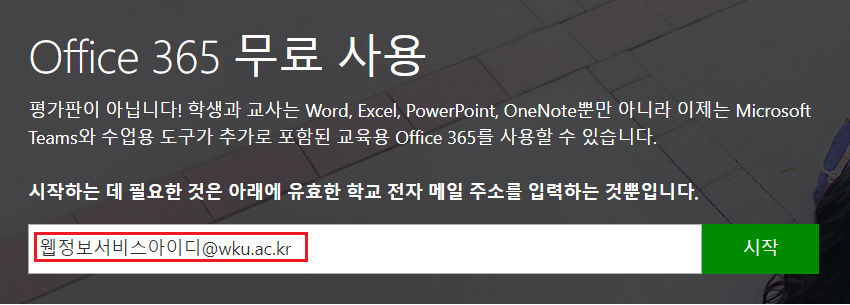 Office 365 무료 사용
평가판이 아닙니다! 학생과 교사는 Word, Excel, PowerPoint, OneNote뿐만 아니라 이제는 Microsoft
Teams와 수업용 도구가 추가로 포함된 교육용 Office 365를 사용할 수 있습니다.
시작하는 데 필요한 것은 아래에 유효한 학교 전자 메일 주소를 입력하는 것뿐입니다.
웹정보서비스아이디@wku.ac.kr
시작